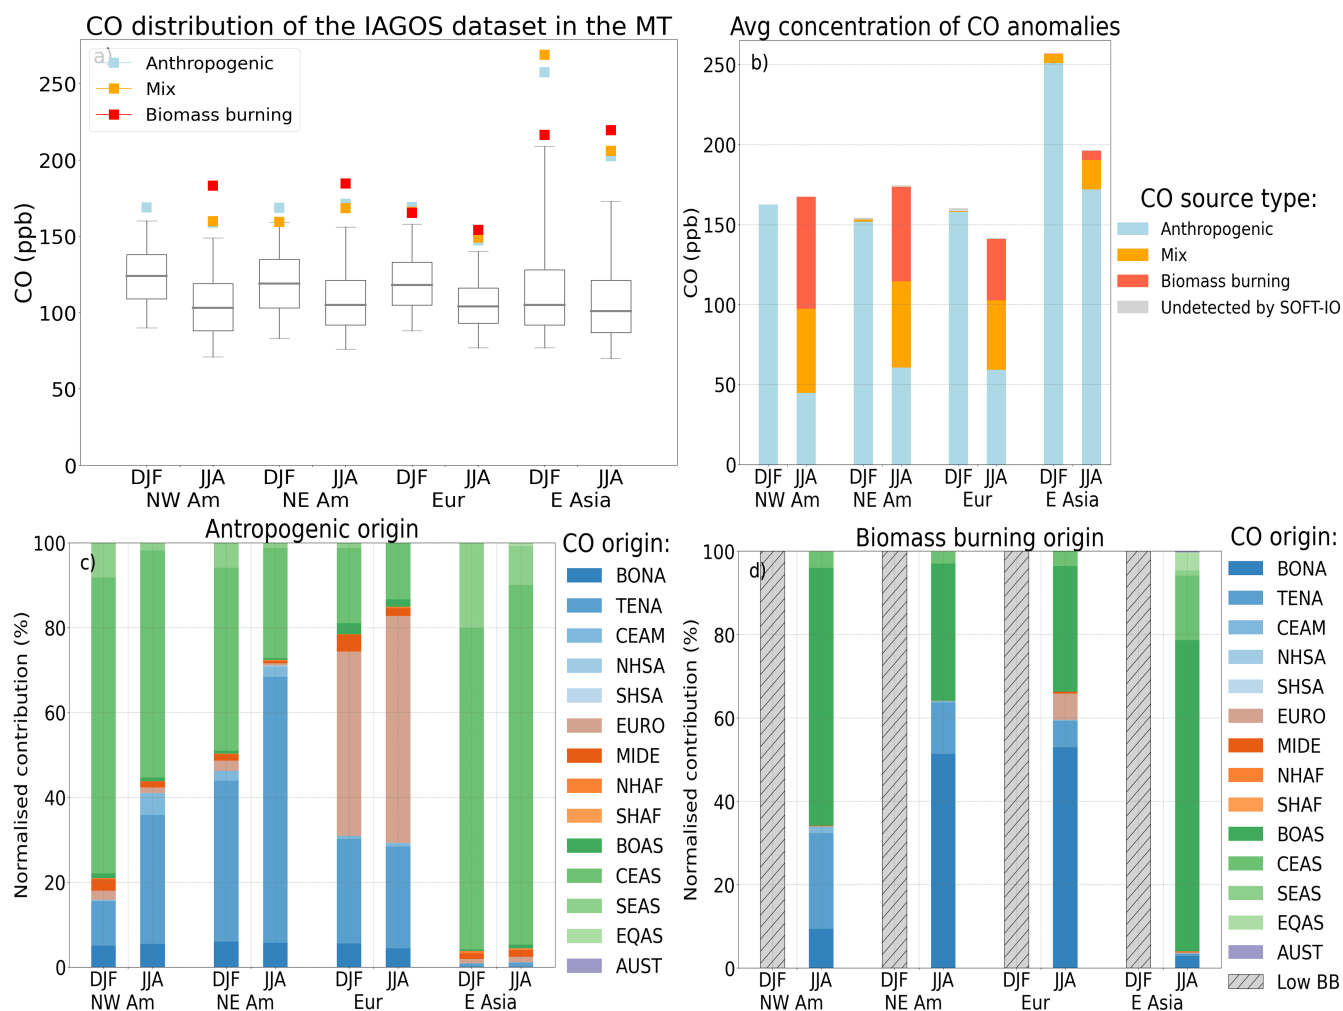 CO distribution of the IAGOS dataset in the MT
a)
Anthropogenic
Mix
Biomass burning
CO (ppb)
250
200
150
100
50
0
DJF JJA DJF JJA DJF JJA DJF JJA
NW Am NE Am Eur E Asia
Avg concentration of CO anomalies
b)
CO (ppb)
250
200
150
100
50
0
DJF JJA DJF JJA DJF JJA DJF JJA
NW Am NE Am Eur E Asia
CO source type:
Anthropogenic
Mix
Biomass burning
Undetected by SOFT-IO
Antropogenic origin
c)
Normalised contribution (%)
100
80
60
40
20
0
DJF JJA DJF JJA DJF JJA DJF JJA
NW Am NE Am Eur E Asia
CO origin:
BONA
TENA
CEAM
NHSA
SHSA
EURO
MIDE
NHAF
SHAF
BOAS
CEAS
SEAS
EQAS
AUST
Biomass burning origin
d)
Normalised contribution (%)
100
80
60
40
20
0
DJF JJA DJF JJA DJF JJA DJF JJA
NW Am NE Am Eur E Asia
CO origin:
BONA
TENA
CEAM
NHSA
SHSA
EURO
MIDE
NHAF
SHAF
BOAS
CEAS
SEAS
EQAS
AUST
Low BB